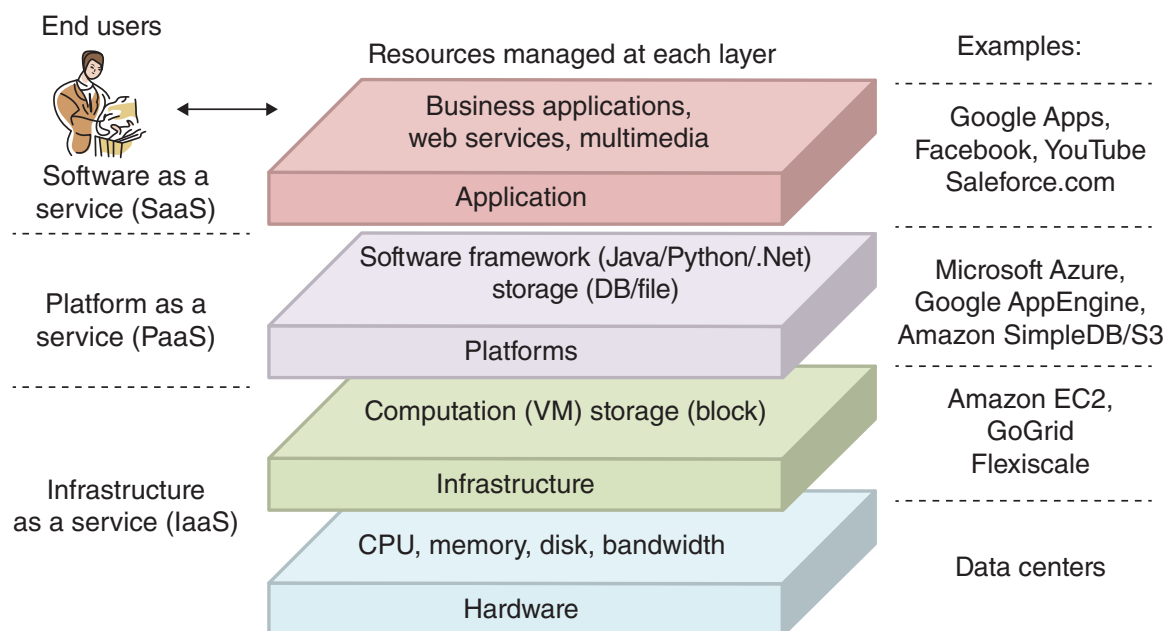 End users
Resources managed at each layer
Examples:
Business applications,
web services, multimedia
Application
Google Apps,
Facebook, YouTube
Saleforce.com
Software as a
service (SaaS)
Software framework (Java/Python/.Net)
storage (DB/file)
Platforms
Platform as a
service (PaaS)
Microsoft Azure,
Google AppEngine,
Amazon SimpleDB/S3
Computation (VM) storage (block)
Infrastructure
Amazon EC2,
GoGrid
Flexiscale
Infrastructure
as a service (IaaS)
CPU, memory, disk, bandwidth
Hardware
Data centers